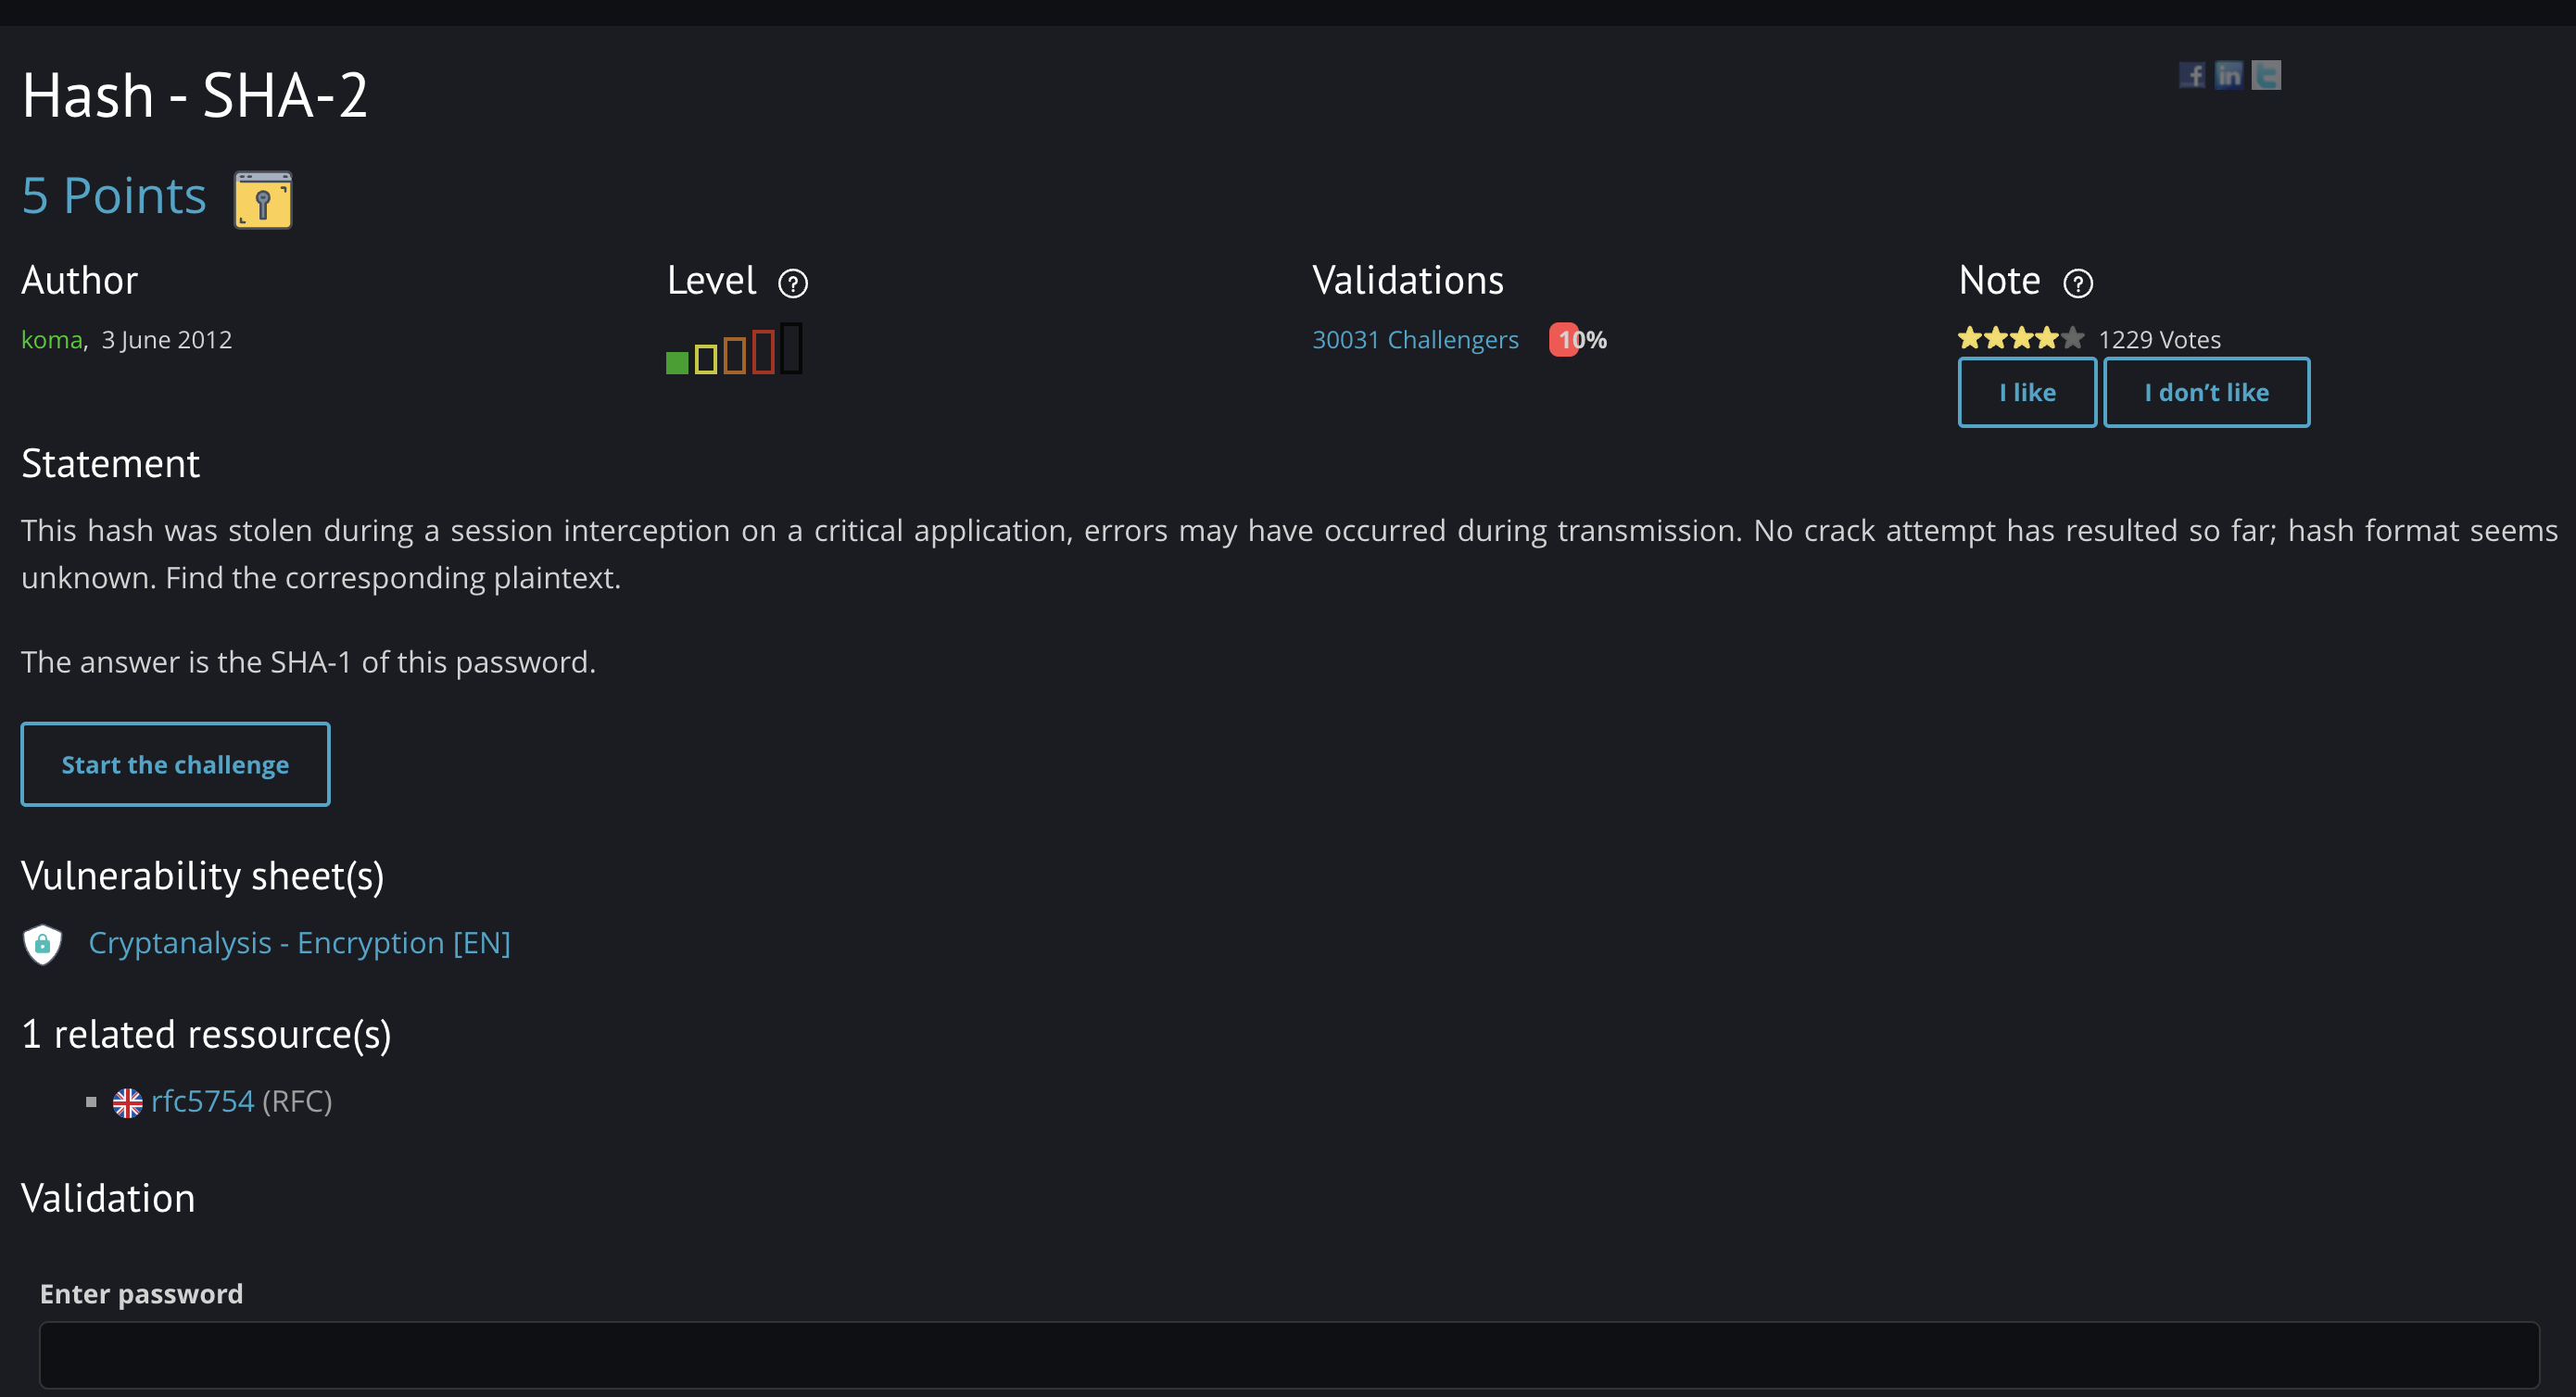 Hash - SHA-2
5 Points
Author
Level ?
Validations
Note ?
koma, 3 June 2012
30031 Challengers 10%
1229 Votes
I like
I don’t like
Statement
This hash was stolen during a session interception on a critical application, errors may have occurred during transmission. No crack attempt has resulted so far; hash format seems
unknown. Find the corresponding plaintext.
The answer is the SHA-1 of this password.
Start the challenge
Vulnerability sheet(s)
Cryptanalysis - Encryption [EN]
1 related ressource(s)
rfc5754 (RFC)
Validation
Enter password